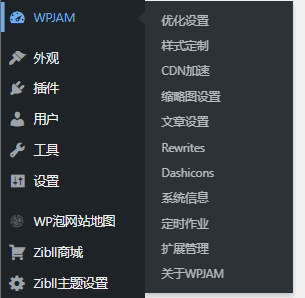 WPJAM
外观
插件
用户
工具
设置
WP泡网站地图
Zibll商城
Zibll主题设置
优化设置
样式定制
CDN加速
缩略图设置
文章设置
Rewrites
Dashicons
系统信息
定时作业
扩展管理
关于WPJAM